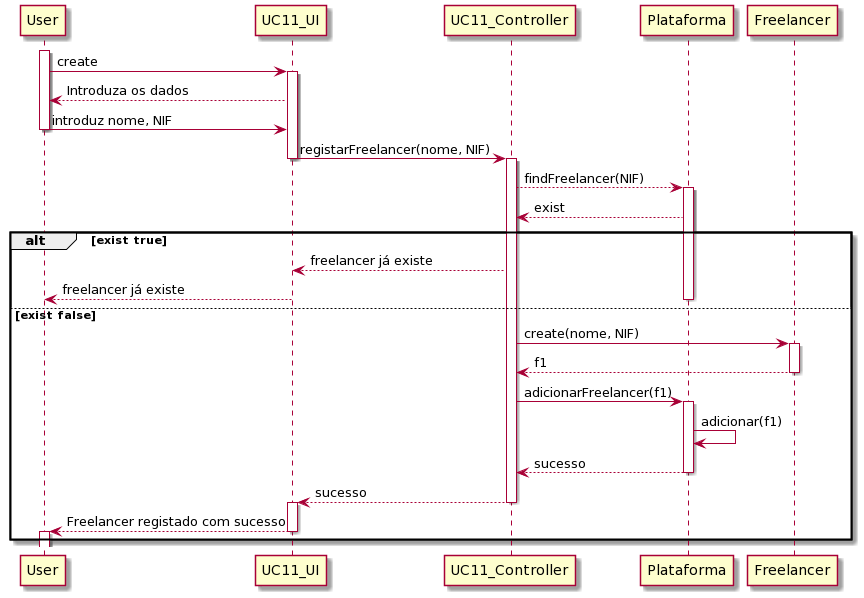 User UC11_UI UC11_Controller Plataforma Freelancer
create
Introduza os dados
introduz nome, NIF
registarFreelancer(nome, NIF)
findFreelancer(NIF)
exist
alt [exist true]
freelancer já existe
freelancer já existe
[exist false]
create(nome, NIF)
f1
adicionarFreelancer(f1)
adicionar(f1)
sucesso
sucesso
Freelancer registado com sucesso
User UC11_UI UC11_Controller Plataforma Freelancer